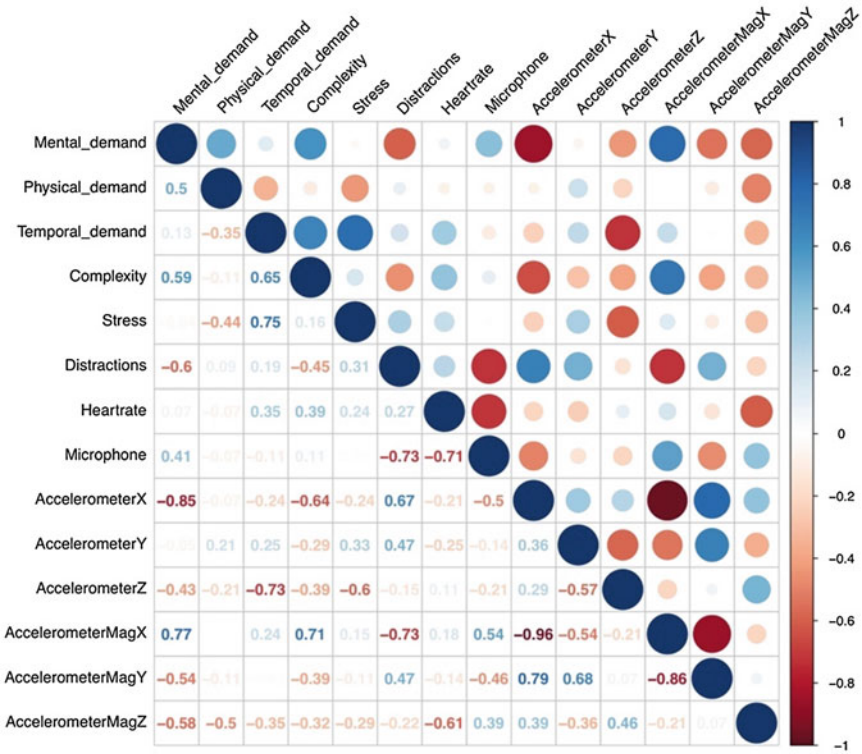 Mental_demand
Physical_demand
Temporal_demand
Complexity
Stress
Distractions
Heartrate
Microphone
AccelerometerX
AccelerometerY
AccelerometerZ
AccelerometerMagX
AccelerometerMagY
AccelerometerMagZ
Mental_demand
Physical_demand 0.5
Temporal_demand 0.13 −0.35
Complexity 0.59 −0.11 0.65
Stress −0.44 0.75 0.16
Distractions −0.6 0.09 0.19 −0.45 0.31
Heartrate 0.07 −0.07 0.35 0.39 0.24 0.27
Microphone 0.41 −0.07 −0.11 0.11 −0.73 −0.71
AccelerometerX −0.85 −0.07 −0.24 −0.64 −0.24 0.67 −0.21 −0.5
AccelerometerY 0.21 0.25 −0.29 0.33 0.47 −0.25 −0.14 0.36
AccelerometerZ −0.43 −0.21 −0.73 −0.39 −0.6 −0.15 0.11 −0.21 0.29 −0.57
AccelerometerMagX 0.77 0.24 0.71 0.15 −0.73 0.18 0.54 −0.96 −0.54 −0.21
AccelerometerMagY −0.54 −0.11 −0.39 −0.11 0.47 −0.14 −0.46 0.79 0.68 0.07 −0.86
AccelerometerMagZ −0.58 −0.5 −0.35 −0.32 −0.29 −0.22 −0.61 0.39 0.39 −0.36 0.46 −0.21 0.07
1
0.8
0.6
0.4
0.2
0
−0.2
−0.4
−0.6
−0.8
−1